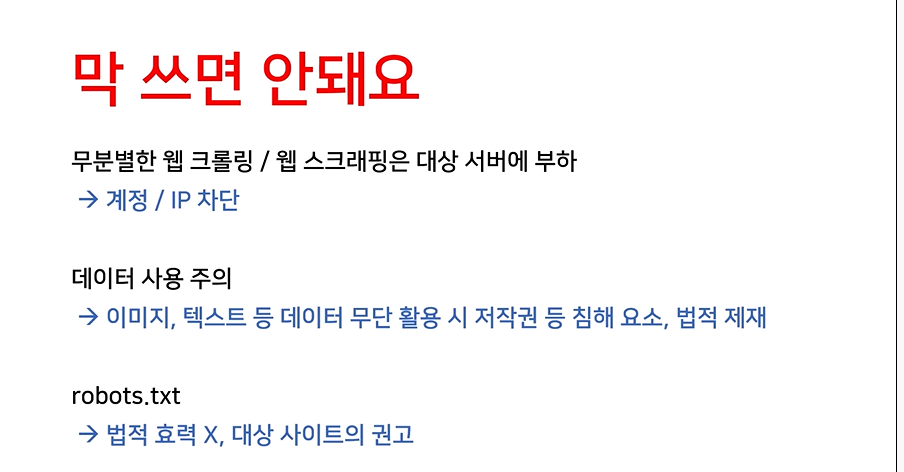 막 쓰면 안돼요
무분별한 웹 크롤링 / 웹 스크래핑은 대상 서버에 부하
→ 계정 / IP 차단
데이터 사용 주의
→ 이미지, 텍스트 등 데이터 무단 활용 시 저작권 등 침해 요소, 법적 제재
robots.txt
→ 법적 효력 X, 대상 사이트의 권고